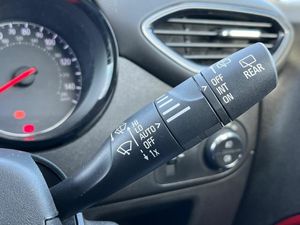 OFF
INT
ON
REAR
HI
LO
AUTO
OFF
1x